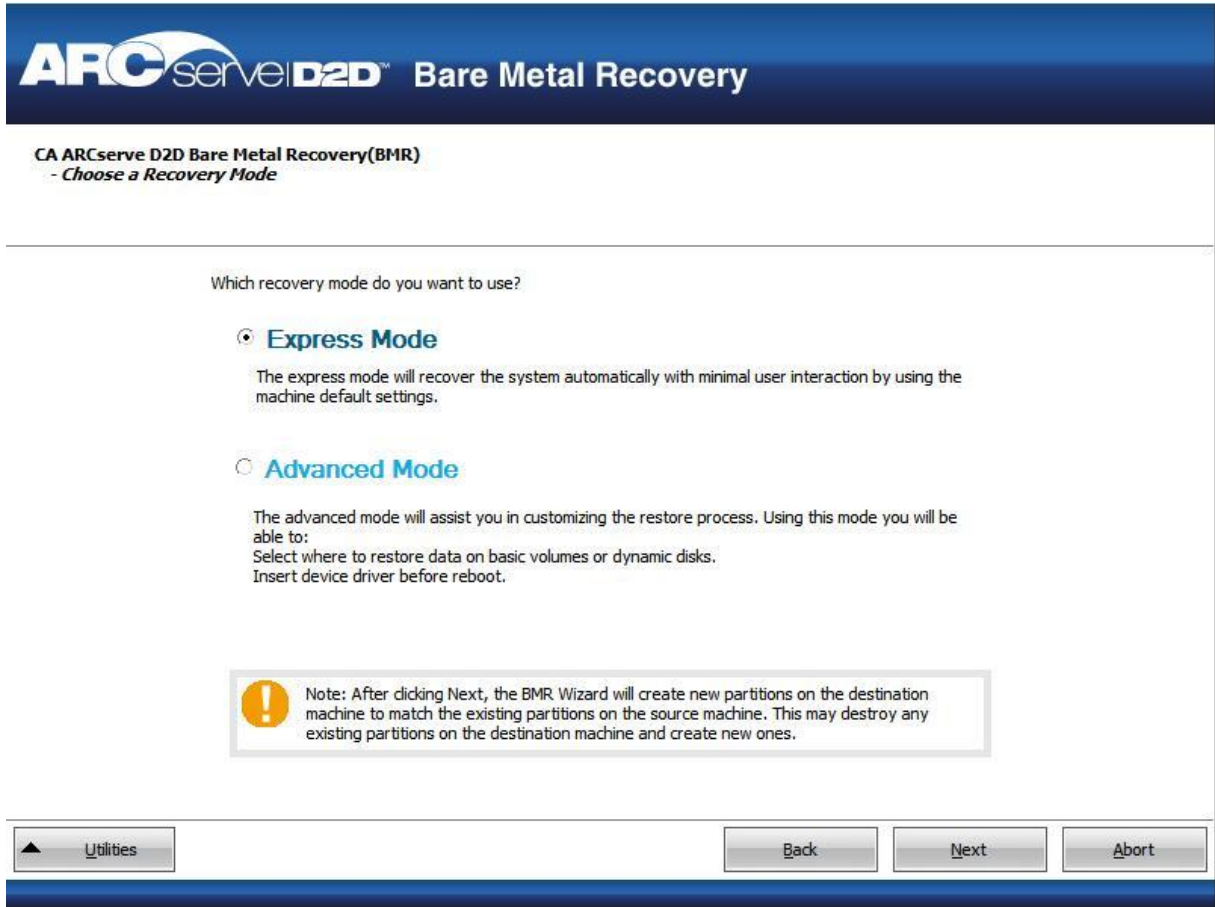 ARCserve D2D™ Bare Metal Recovery
CA ARCserve D2D Bare Metal Recovery(BMR)
- Choose a Recovery Mode
Which recovery mode do you want to use?
Express Mode
The express mode will recover the system automatically with minimal user interaction by using the
machine default settings.
Advanced Mode
The advanced mode will assist you in customizing the restore process. Using this mode you will be
able to:
Select where to restore data on basic volumes or dynamic disks.
Insert device driver before reboot.
Note: After clicking Next, the BMR Wizard will create new partitions on the destination
machine to match the existing partitions on the source machine. This may destroy any
existing partitions on the destination machine and create new ones.
Utilities
Back
Next
Abort